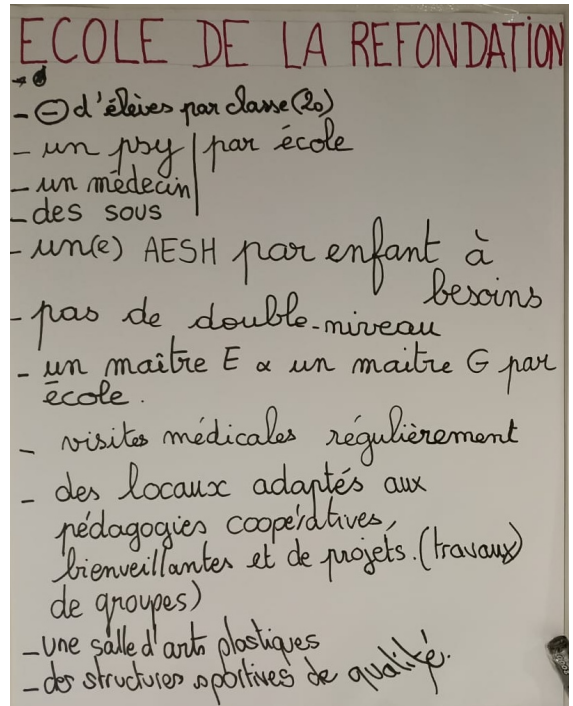 ECOLE DE LA REFONDATION
- ⊖ d'élèves par classe (20)
- un psy | par école
- un médecin |
- des sous
- un(e) AESH par enfant à
besoins
- pas de double-niveau
- un maître E & un maitre G par
école.
- visites médicales régulièrement
- des locaux adaptés aux
pédagogies coopératives,
bienveillantes et de projets. (travaux
de groupes)
- une salle d'arts plastiques
- des structures sportives de qualité.